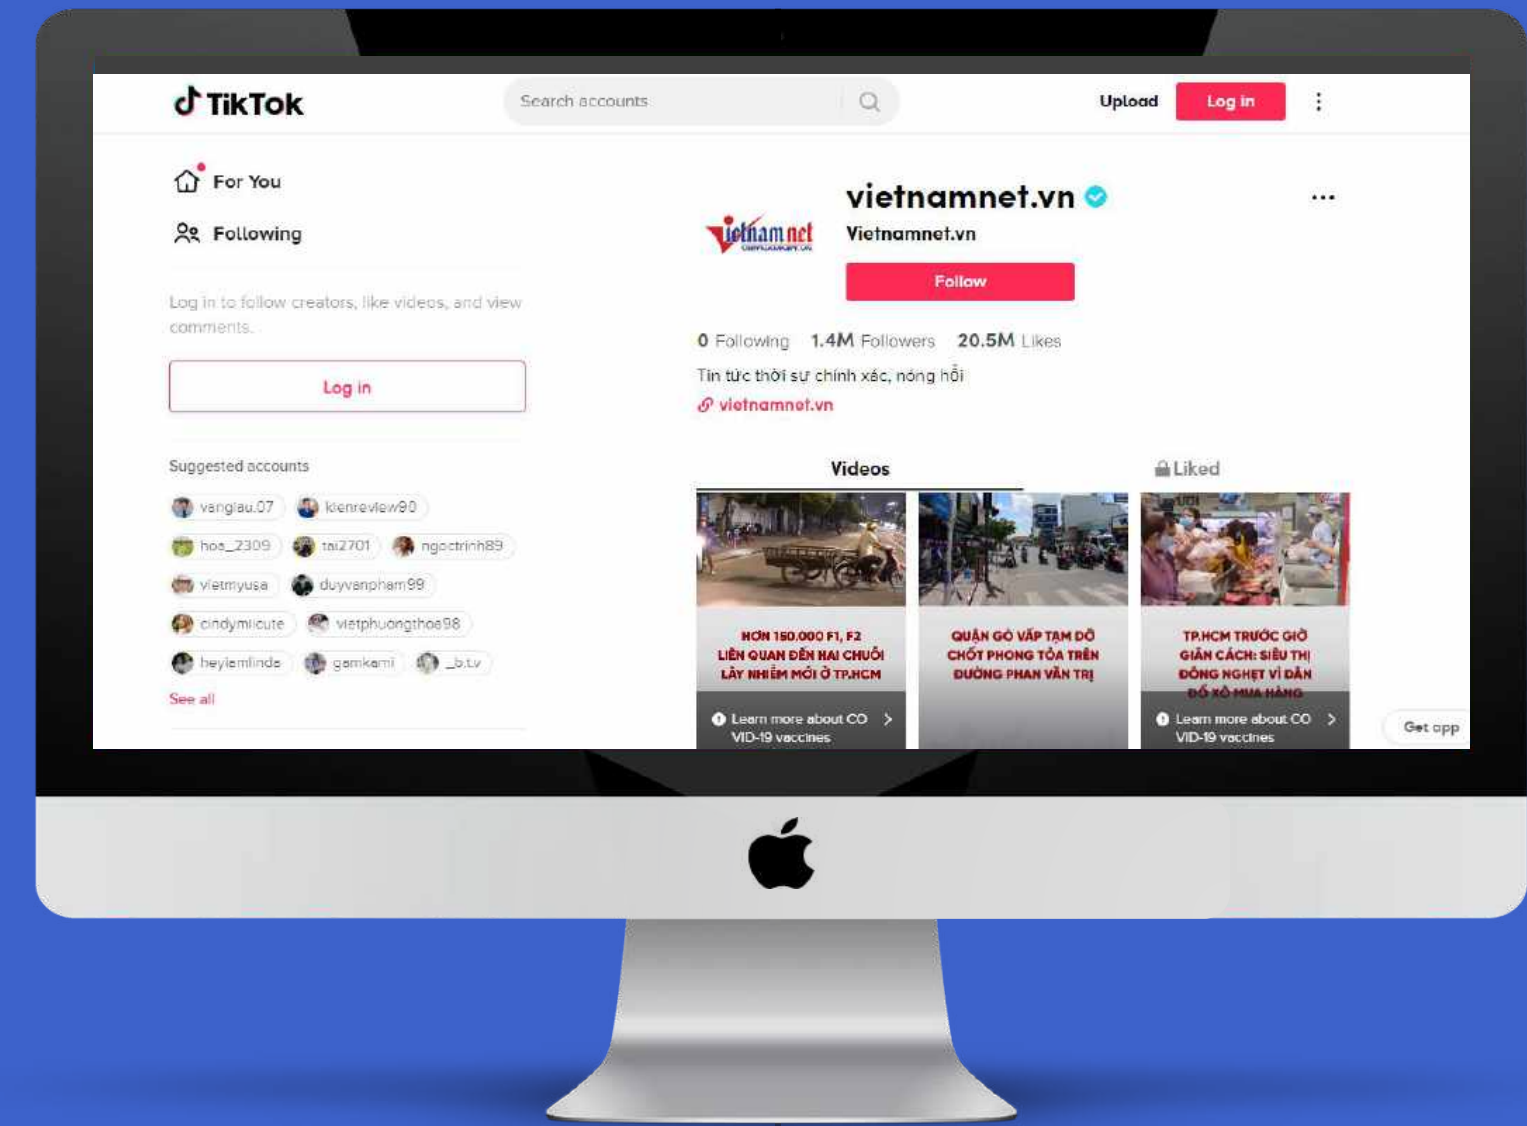 TikTok
Search accounts
Upload
Log in
For You
Following
Log in to follow creators, like videos, and view
comments.
Log in
Suggested accounts
vangiau.07
kienreview90
hoa_2309
tai2701
ngoctrinh89
vietmyusa
duyvanpham99
cindymiicute
vietphuongthoa98
heyiamlinda
gamkami
_b.t.v
See all
vietnamnet.vn
Vietnamnet.vn
Follow
0 Following 1.4M Followers 20.5M Likes
Tin tức thời sự chính xác, nóng hổi
vietnamnet.vn
Videos
Liked
vietnamnet
HƠN 150.000 F1, F2
LIÊN QUAN ĐẾN HAI CHUỖI
LÂY NHIỄM MỚI Ở TP.HCM
Learn more about CO
VID-19 vaccines
QUẬN GÒ VẤP TẠM DỠ
CHỐT PHONG TỎA TRÊN
ĐƯỜNG PHAN VĂN TRỊ
TP.HCM TRƯỚC GIỜ
GIÃN CÁCH: SIÊU THỊ
ĐÔNG NGHẸT VÌ DÂN
ĐỔ XÔ MUA HÀNG
Learn more about CO
VID-19 vaccines
Get app